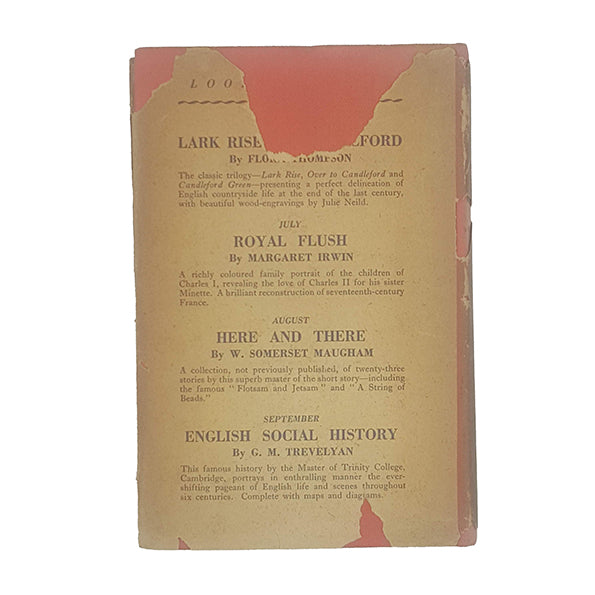 LOO
LARK RISE FORD
By FLORA THOMPSON
The classic trilogy—Lark Rise, Over to Candleford and
Candleford Green—presenting a perfect delineation of
English countryside life at the end of the last century,
with beautiful wood-engravings by Julie Neild.
JULY
ROYAL FLUSH
By MARGARET IRWIN
A richly coloured family portrait of the children of
Charles I, revealing the love of Charles II for his sister
Minette. A brilliant reconstruction of seventeenth-century
France.
AUGUST
HERE AND THERE
By W. SOMERSET MAUGHAM
A collection, not previously published, of twenty-three
stories by this superb master of the short story—including
the famous "Flotsam and Jetsam" and "A String of
Beads."
SEPTEMBER
ENGLISH SOCIAL HISTORY
By G. M. TREVELYAN
This famous history by the Master of Trinity College,
Cambridge, portrays in enthralling manner the ever-
shifting pageant of English life and scenes throughout
six centuries. Complete with maps and diagrams.